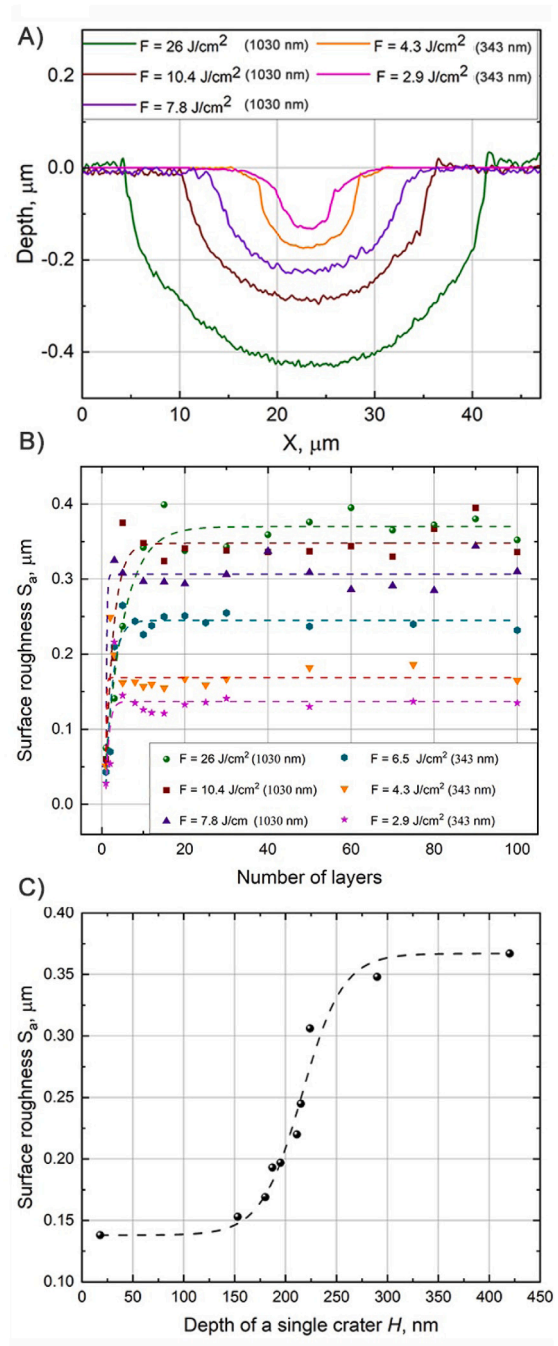 A)
F = 26 J/cm² (1030 nm)
F = 4.3 J/cm² (343 nm)
F = 10.4 J/cm² (1030 nm)
F = 2.9 J/cm² (343 nm)
F = 7.8 J/cm² (1030 nm)
0.2
0.0
-0.2
-0.4
Depth, μm
0 10 20 30 40
X, μm
B)
0.4
0.3
0.2
0.1
0.0
Surface roughness Sₐ, μm
F = 26 J/cm² (1030 nm)
F = 6.5 J/cm² (343 nm)
F = 10.4 J/cm² (1030 nm)
F = 4.3 J/cm² (343 nm)
F = 7.8 J/cm (1030 nm)
F = 2.9 J/cm² (343 nm)
0 20 40 60 80 100
Number of layers
C)
0.40
0.35
0.30
0.25
0.20
0.15
0.10
Surface roughness Sₐ, μm
0 50 100 150 200 250 300 350 400 450
Depth of a single crater H, nm